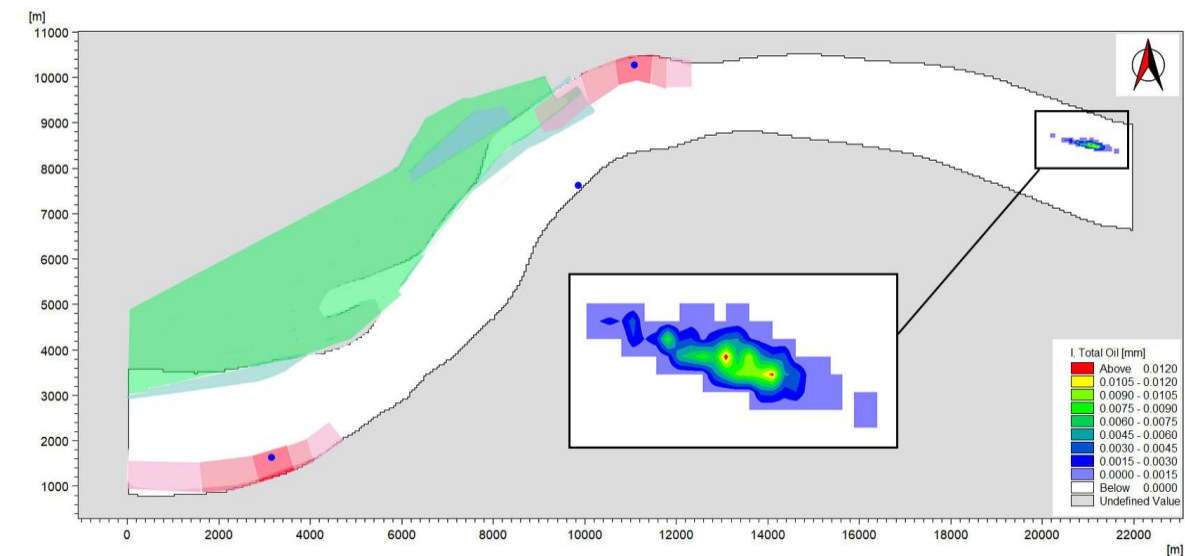 [m]
11000
10000
9000
8000
7000
6000
5000
4000
3000
2000
1000
0 2000 4000 6000 8000 10000 12000 14000 16000 18000 20000 22000
[m]
I. Total Oil [mm]
Above 0.0120
0.0105 - 0.0120
0.0090 - 0.0105
0.0075 - 0.0090
0.0060 - 0.0075
0.0045 - 0.0060
0.0030 - 0.0045
0.0015 - 0.0030
0.0000 - 0.0015
Below 0.0000
Undefined Value